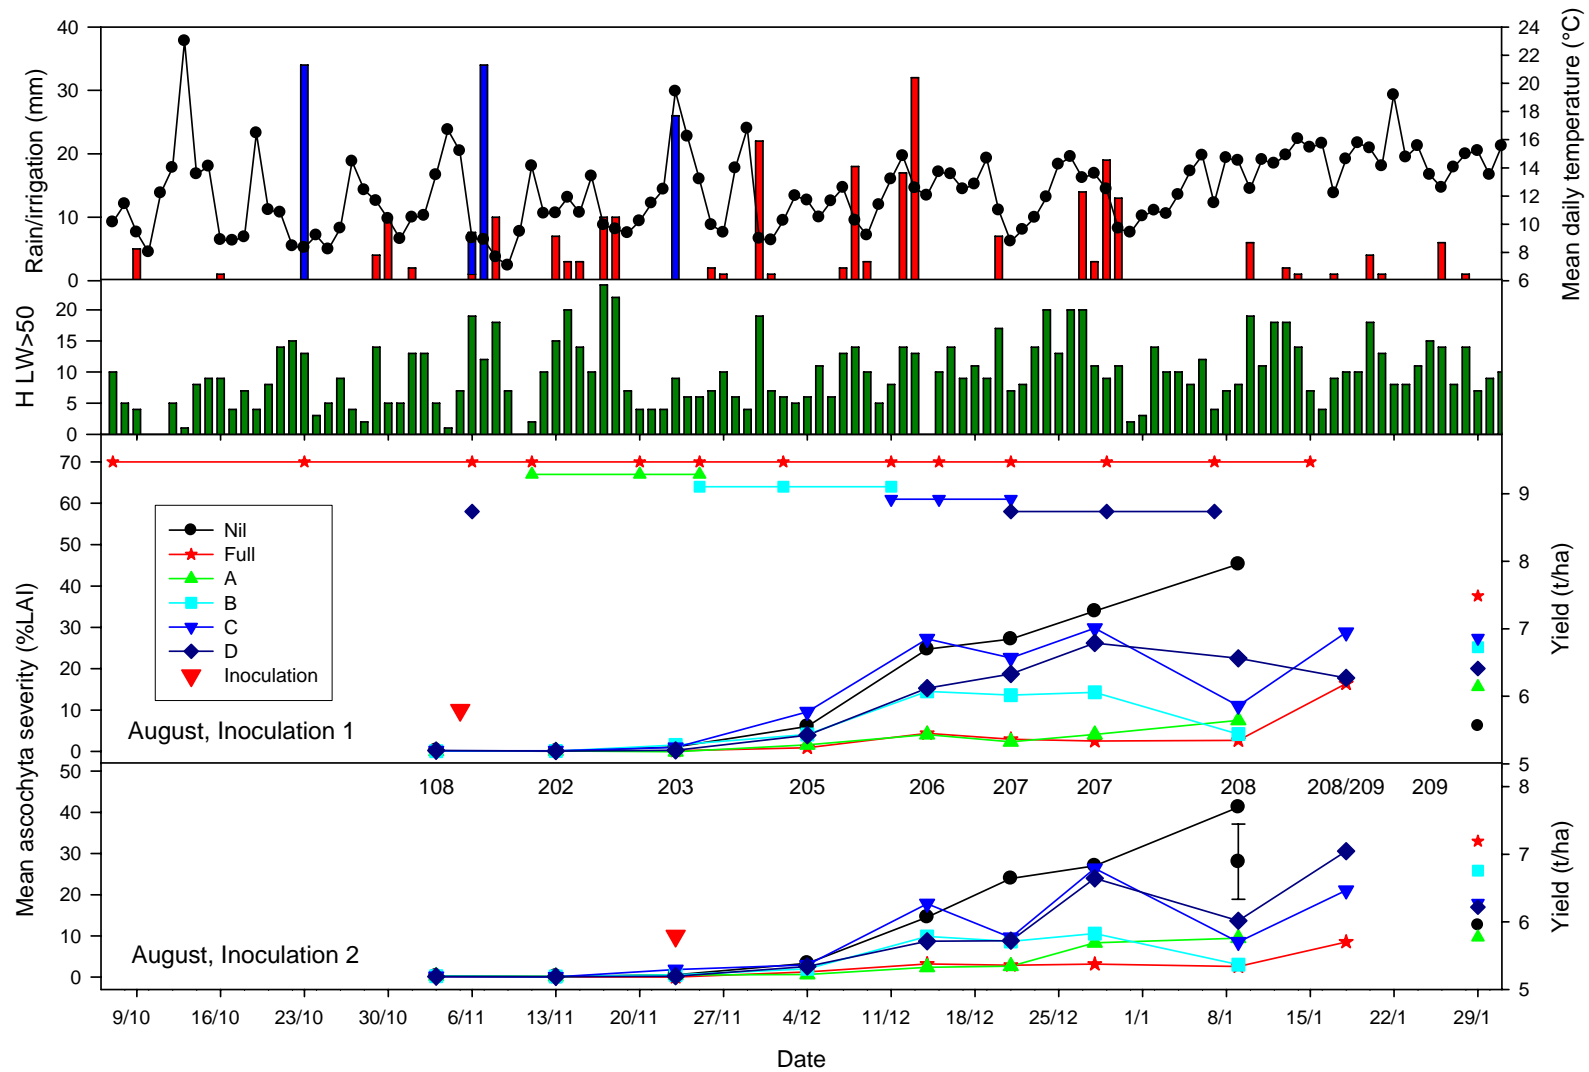 Rain/irrigation (mm)
40
30
20
10
0
24
22
20
18
16
14
12
10
8
6
Mean daily temperature (°C)
H LW>50
20
15
10
5
0
Mean ascochyta severity (%LAI)
70
60
50
40
30
20
10
0
Nil
Full
A
B
C
D
Inoculation
August, Inoculation 1
9
8
7
6
5
Yield (t/ha)
108 202 203 205 206 207 207 208 208/209 209
50
40
30
20
10
0
August, Inoculation 2
8
7
6
5
Yield (t/ha)
9/10 16/10 23/10 30/10 6/11 13/11 20/11 27/11 4/12 11/12 18/12 25/12 1/1 8/1 15/1 22/1 29/1
Date